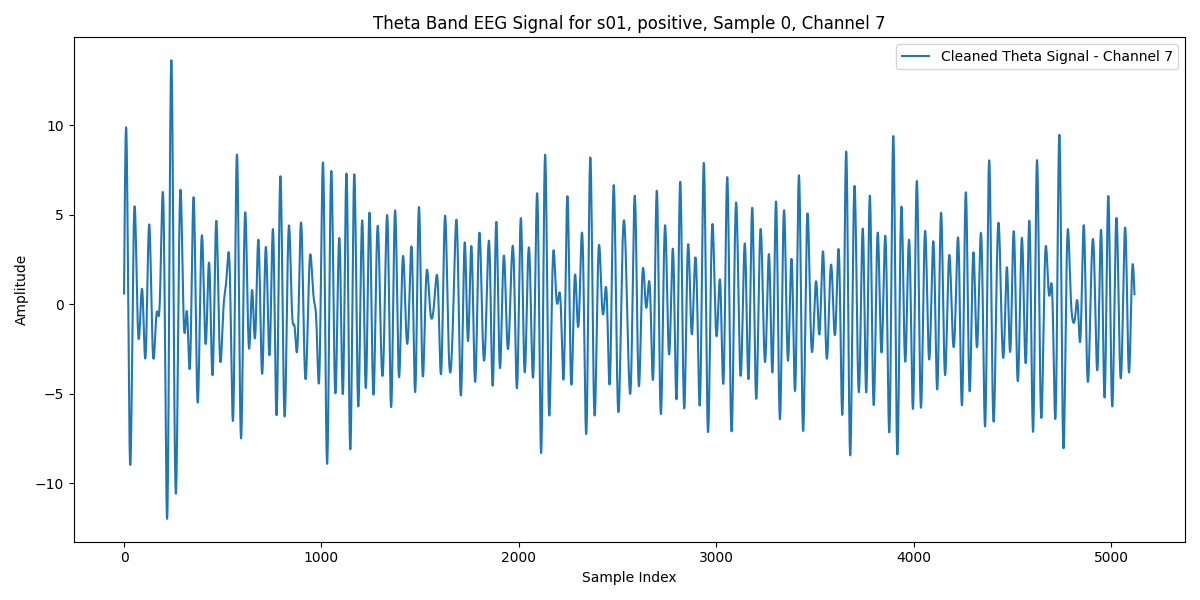 Theta Band EEG Signal for s01, positive, Sample 0, Channel 7
Cleaned Theta Signal - Channel 7
Amplitude
10
5
0
−5
−10
0 1000 2000 3000 4000 5000
Sample Index